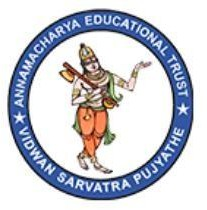 ANNAMACHARYA EDUCATIONAL TRUST
VIDWAN SARVATRA PUJYATHE